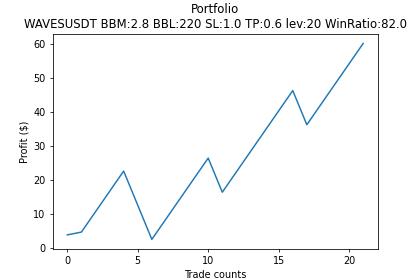 Portfolio
WAVESUSDT BBM:2.8 BBL:220 SL:1.0 TP:0.6 lev:20 WinRatio:82.0
60
50
40
30
20
10
0
Profit ($)
0 5 10 15 20
Trade counts